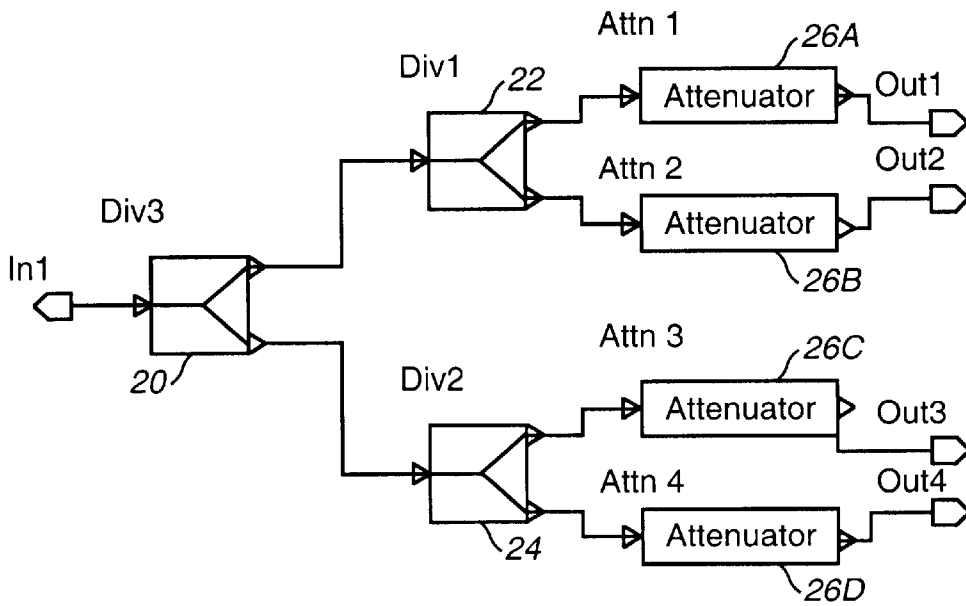 Attn 1
26A
Div1
22
Attenuator
Out1
Attn 2
Out2
Div3
Attenuator
In1
26B
20
Attn 3
26C
Div2
Attenuator
Out3
Attn 4
Out4
24
Attenuator
26D